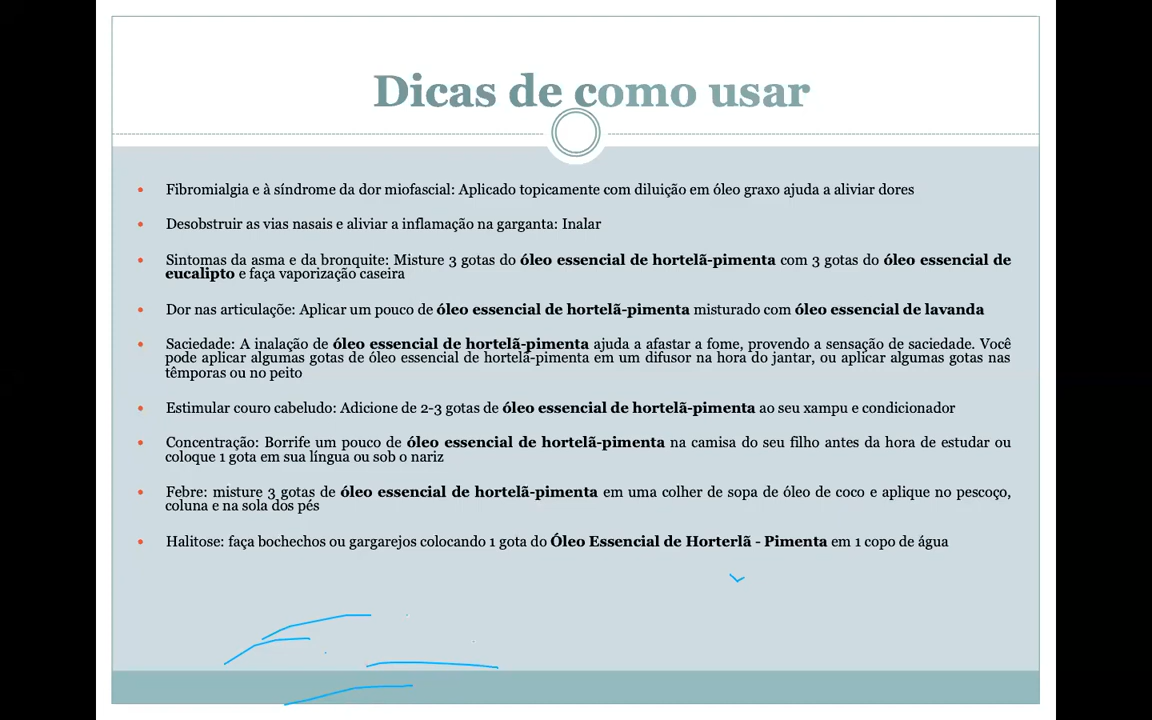 Dicas de como usar
• Fibromialgia e à síndrome da dor miofascial: Aplicado topicamente com diluição em óleo graxo ajuda a aliviar dores
• Desobstruir as vias nasais e aliviar a inflamação na garganta: Inalar
• Sintomas da asma e da bronquite: Misture 3 gotas do óleo essencial de hortelã-pimenta com 3 gotas do óleo essencial de
eucalipto e faça vaporização caseira
• Dor nas articulaçõe: Aplicar um pouco de óleo essencial de hortelã-pimenta misturado com óleo essencial de lavanda
• Saciedade: A inalação de óleo essencial de hortelã-pimenta ajuda a afastar a fome, provendo a sensação de saciedade. Você
pode aplicar algumas gotas de óleo essencial de hortelã-pimenta em um difusor na hora do jantar, ou aplicar algumas gotas nas
têmporas ou no peito
• Estimular couro cabeludo: Adicione de 2-3 gotas de óleo essencial de hortelã-pimenta ao seu xampu e condicionador
• Concentração: Borrife um pouco de óleo essencial de hortelã-pimenta na camisa do seu filho antes da hora de estudar ou
coloque 1 gota em sua língua ou sob o nariz
• Febre: misture 3 gotas de óleo essencial de hortelã-pimenta em uma colher de sopa de óleo de coco e aplique no pescoço,
coluna e na sola dos pés
• Halitose: faça bochechos ou gargarejos colocando 1 gota do Óleo Essencial de Horterlã - Pimenta em 1 copo de água